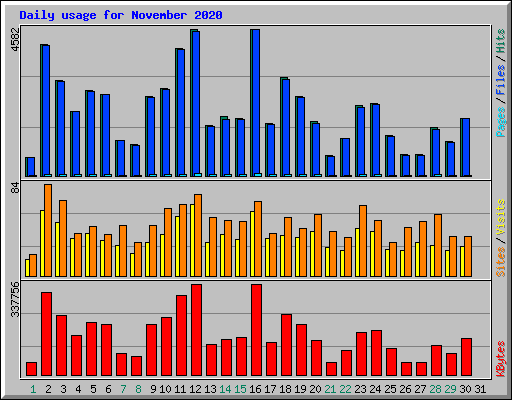 Daily usage for November 2020
4582
Pages / Files / Hits
84
Sites / Visits
337756
KBytes
1 2 3 4 5 6 7 8 9 10 11 12 13 14 15 16 17 18 19 20 21 22 23 24 25 26 27 28 29 30 31